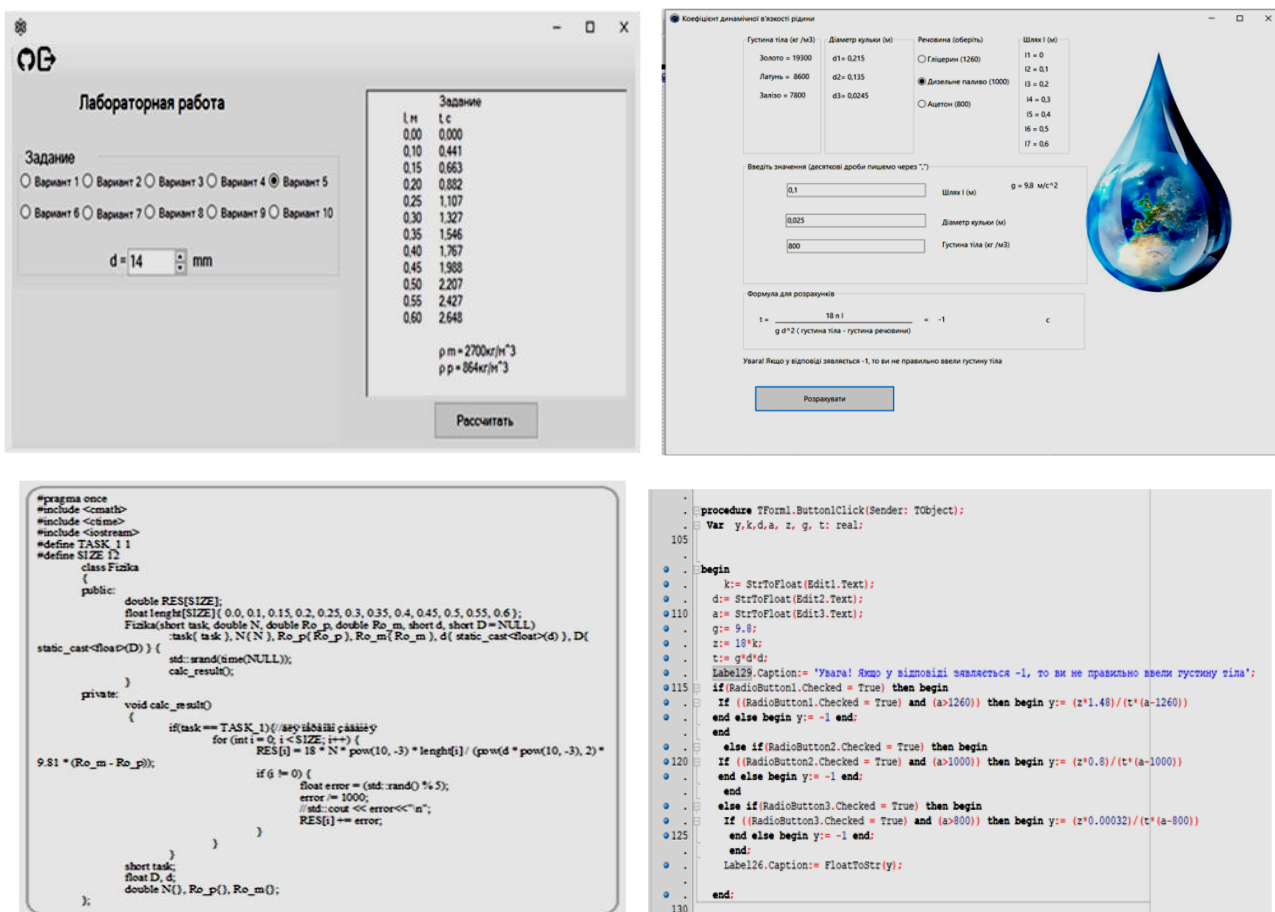 Лабораторная работа
Задание
Вариант 1 Вариант 2 Вариант 3 Вариант 4 Вариант 5
Вариант 6 Вариант 7 Вариант 8 Вариант 9 Вариант 10
d = 14 mm
Задание
l, м t, с
0,00 0,000
0,10 0,441
0,15 0,663
0,20 0,882
0,25 1,107
0,30 1,327
0,35 1,546
0,40 1,767
0,45 1,988
0,50 2,207
0,55 2,427
0,60 2,648
ρ m = 2700кг/м^3
ρ p = 864кг/м^3
Рассчитать
Коефіцієнт динамічної в'язкості рідини
Густина тіла (кг /м3) Діаметр кульки (м) Речовина (оберіть) Шлях l (м)
Золото = 19300
Латунь = 8600
Залізо = 7800
d1= 0,215
d2= 0,135
d3= 0,0245
Гліцерин (1260)
Дизельне паливо (1000)
Ацетон (800)
l1 = 0
l2 = 0,1
l3 = 0,2
l4 = 0,3
l5 = 0,4
l6 = 0,5
l7 = 0,6
Введіть значення (десяткові дроби пишемо через ",")
0,1 Шлях l (м) g = 9,8 м/с^2
0,025 Діаметр кульки (м)
800 Густина тіла (кг /м3)
Формула для розрахунків
18 n l
t = = -1 с
g d^2 ( густина тіла - густина речовини)
Увага! Якщо у відповіді зявляється -1, то ви не правильно ввели густину тіла
Розрахувати
#pragma once
#include <cmath>
#include <ctime>
#include <iostream>
#define TASK_1 1
#define SIZE 12
class Fizika
{
public:
double RES[SIZE];
float lenght[SIZE]{ 0.0, 0.1, 0.15, 0.2, 0.25, 0.3, 0.35, 0.4, 0.45, 0.5, 0.55, 0.6 };
Fizika(short task, double N, double Ro_p, double Ro_m, short d, short D = NULL)
:task{ task }, N{ N }, Ro_p{ Ro_p }, Ro_m{ Ro_m }, d{ static_cast<float>(d) }, D{
static_cast<float>(D) } {
std::srand(time(NULL));
calc_result();
}
private:
void calc_result()
{
if(task == TASK_1){//
for (int i = 0; i < SIZE; i++) {
RES[i] = 18 * N * pow(10, -3) * lenght[i] / (pow(d * pow(10, -3), 2) *
9.81 * (Ro_m - Ro_p));
if (i != 0) {
float error = (std::rand() % 5);
error /= 1000;
//std::cout << error<<"\n";
RES[i] += error;
}
}
}
}
short task;
float D, d;
double N{}, Ro_p{}, Ro_m{};
};
procedure TForm1.Button1Click(Sender: TObject);
Var y,k,d,a, z, g, t: real;
105
begin
k:= StrToFloat(Edit1.Text);
d:= StrToFloat(Edit2.Text);
110 a:= StrToFloat(Edit3.Text);
g:= 9.8;
z:= 18*k;
t:= g*d*d;
Label29.Caption:= 'Увага! Якщо у відповіді зявляється -1, то ви не правильно ввели густину тіла';
115 if(RadioButton1.Checked = True) then begin
If ((RadioButton1.Checked = True) and (a>1260)) then begin y:= (z*1.48)/(t*(a-1260))
end else begin y:= -1 end;
end
else if(RadioButton2.Checked = True) then begin
120 If ((RadioButton2.Checked = True) and (a>1000)) then begin y:= (z*0.8)/(t*(a-1000))
end else begin y:= -1 end;
end
else if(RadioButton3.Checked = True) then begin
If ((RadioButton3.Checked = True) and (a>800)) then begin y:= (z*0.00032)/(t*(a-800))
125 end else begin y:= -1 end;
end;
Label26.Caption:= FloatToStr(y);
end;
130